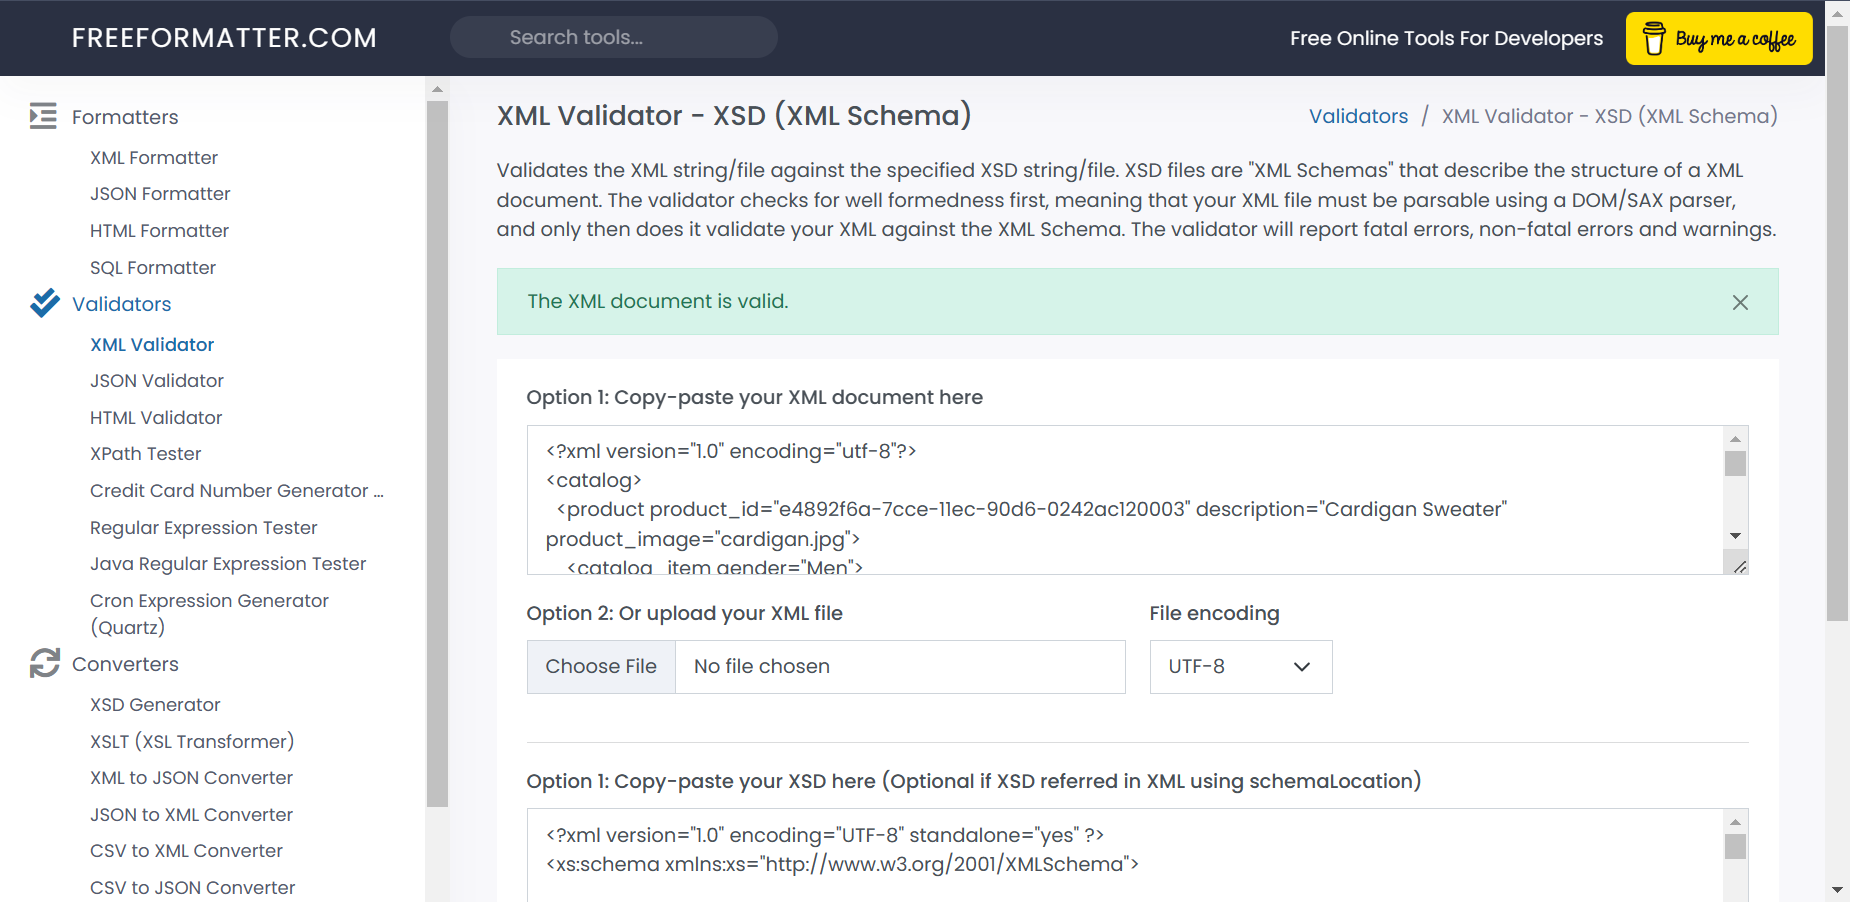 FREEFORMATTER.COM
Search tools...
Free Online Tools For Developers
Buy me a coffee
Formatters
XML Formatter
JSON Formatter
HTML Formatter
SQL Formatter
Validators
XML Validator
JSON Validator
HTML Validator
XPath Tester
Credit Card Number Generator ...
Regular Expression Tester
Java Regular Expression Tester
Cron Expression Generator
(Quartz)
Converters
XSD Generator
XSLT (XSL Transformer)
XML to JSON Converter
JSON to XML Converter
CSV to XML Converter
CSV to JSON Converter
XML Validator - XSD (XML Schema)
Validators / XML Validator - XSD (XML Schema)
Validates the XML string/file against the specified XSD string/file. XSD files are "XML Schemas" that describe the structure of a XML
document. The validator checks for well formedness first, meaning that your XML file must be parsable using a DOM/SAX parser,
and only then does it validate your XML against the XML Schema. The validator will report fatal errors, non-fatal errors and warnings.
The XML document is valid.
Option 1: Copy-paste your XML document here
<?xml version="1.0" encoding="utf-8"?>
<catalog>
<product product_id="e4892f6a-7cce-11ec-90d6-0242ac120003" description="Cardigan Sweater"
product_image="cardigan.jpg">
<catalog_item gender="Men">
Option 2: Or upload your XML file
File encoding
Choose File
No file chosen
UTF-8
Option 1: Copy-paste your XSD here (Optional if XSD referred in XML using schemaLocation)
<?xml version="1.0" encoding="UTF-8" standalone="yes" ?>
<xs:schema xmlns:xs="http://www.w3.org/2001/XMLSchema">